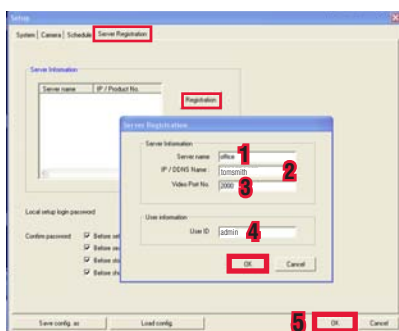 Setup
System Camera Schedule Server Registration
Server Information
Server name IP / Product No.
Registration
Server Registration
Server Information
Server name office 1
IP / DDNS Name tomsmith 2
Video Port No. 2000 3
User information
User ID admin 4
OK Cancel
Local setup login password
Confirm password
Before
Before
Before
Before
Save config. as Load config. 5 OK Cancel